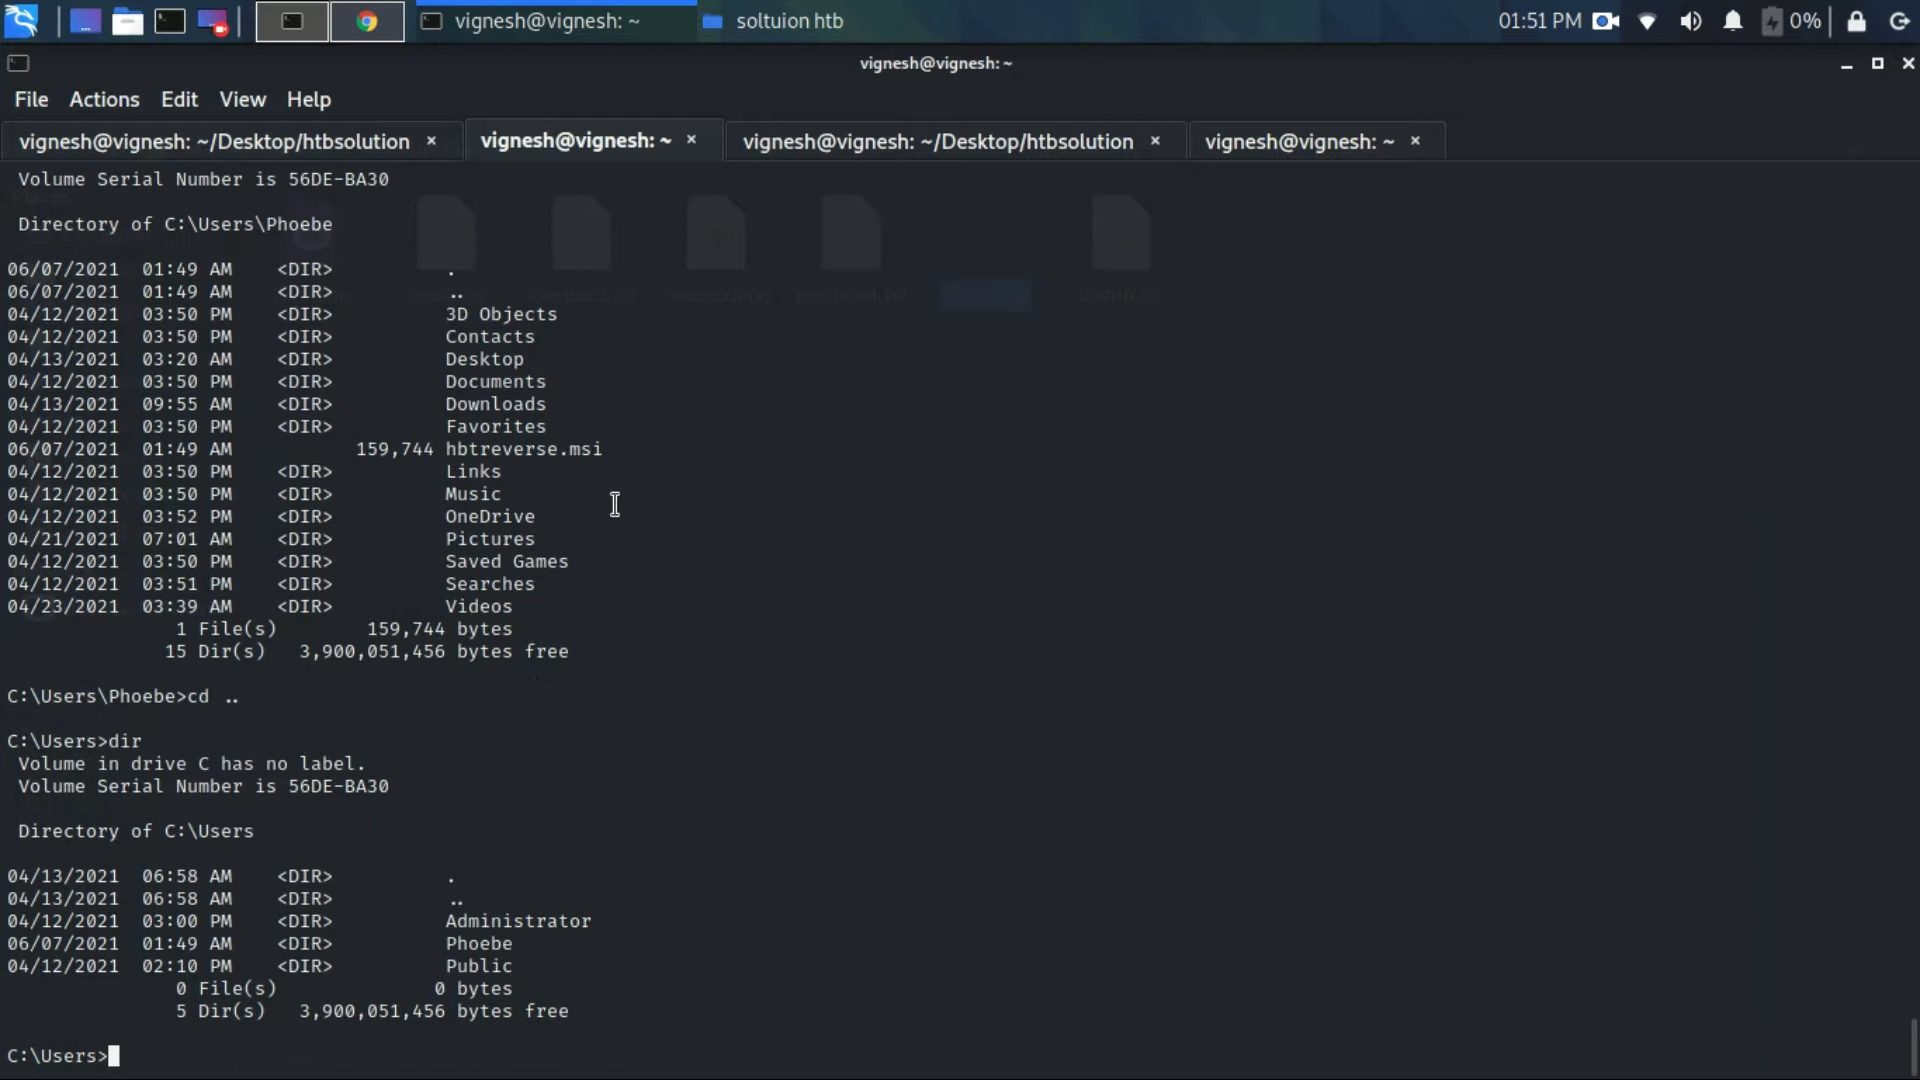 vignesh@vignesh: ~
soltuion htb
01:51 PM
0%
vignesh@vignesh: ~
File Actions Edit View Help
vignesh@vignesh: ~/Desktop/htbsolution ×
vignesh@vignesh: ~ ×
vignesh@vignesh: ~/Desktop/htbsolution ×
vignesh@vignesh: ~ ×
Volume Serial Number is 56DE-BA30
Directory of C:\Users\Phoebe
06/07/2021 01:49 AM <DIR> .
06/07/2021 01:49 AM <DIR> ..
04/12/2021 03:50 PM <DIR> 3D Objects
04/12/2021 03:50 PM <DIR> Contacts
04/13/2021 03:20 AM <DIR> Desktop
04/12/2021 03:50 PM <DIR> Documents
04/13/2021 09:55 AM <DIR> Downloads
04/12/2021 03:50 PM <DIR> Favorites
06/07/2021 01:49 AM 159,744 hbtreverse.msi
04/12/2021 03:50 PM <DIR> Links
04/12/2021 03:50 PM <DIR> Music
04/12/2021 03:52 PM <DIR> OneDrive
04/21/2021 07:01 AM <DIR> Pictures
04/12/2021 03:50 PM <DIR> Saved Games
04/12/2021 03:51 PM <DIR> Searches
04/23/2021 03:39 AM <DIR> Videos
1 File(s) 159,744 bytes
15 Dir(s) 3,900,051,456 bytes free
C:\Users\Phoebe>cd ..
C:\Users>dir
Volume in drive C has no label.
Volume Serial Number is 56DE-BA30
Directory of C:\Users
04/13/2021 06:58 AM <DIR> .
04/13/2021 06:58 AM <DIR> ..
04/12/2021 03:00 PM <DIR> Administrator
06/07/2021 01:49 AM <DIR> Phoebe
04/12/2021 02:10 PM <DIR> Public
0 File(s) 0 bytes
5 Dir(s) 3,900,051,456 bytes free
C:\Users>